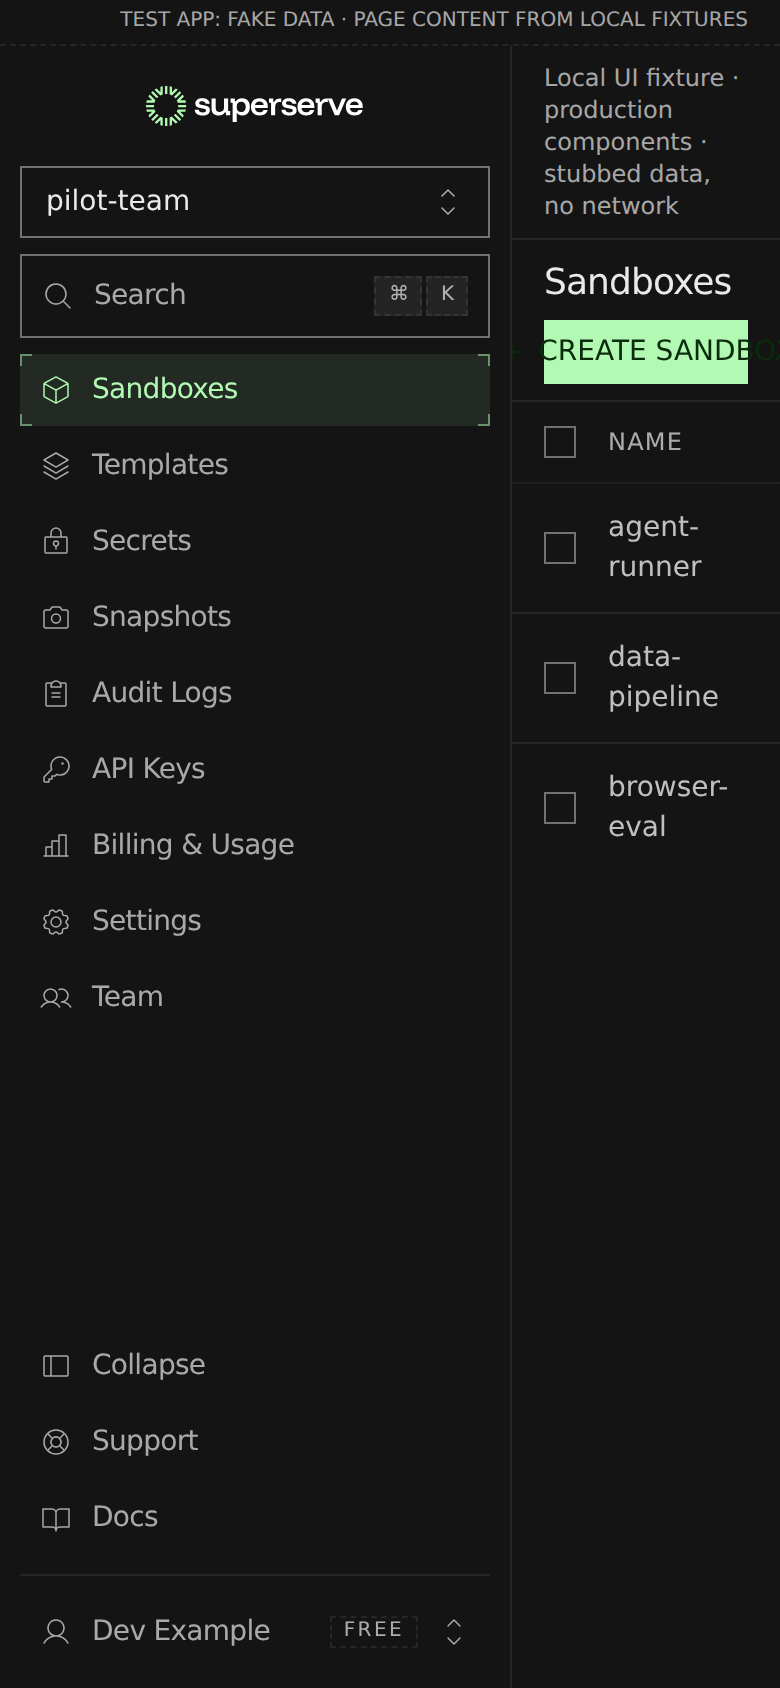 TEST APP: FAKE DATA · PAGE CONTENT FROM LOCAL FIXTURES
superserve
pilot-team
Search ⌘ K
Sandboxes
Templates
Secrets
Snapshots
Audit Logs
API Keys
Billing & Usage
Settings
Team
Collapse
Support
Docs
Dev Example FREE
Local UI fixture ·
production
components ·
stubbed data,
no network
Sandboxes
CREATE SANDBO
NAME
agent-
runner
data-
pipeline
browser-
eval